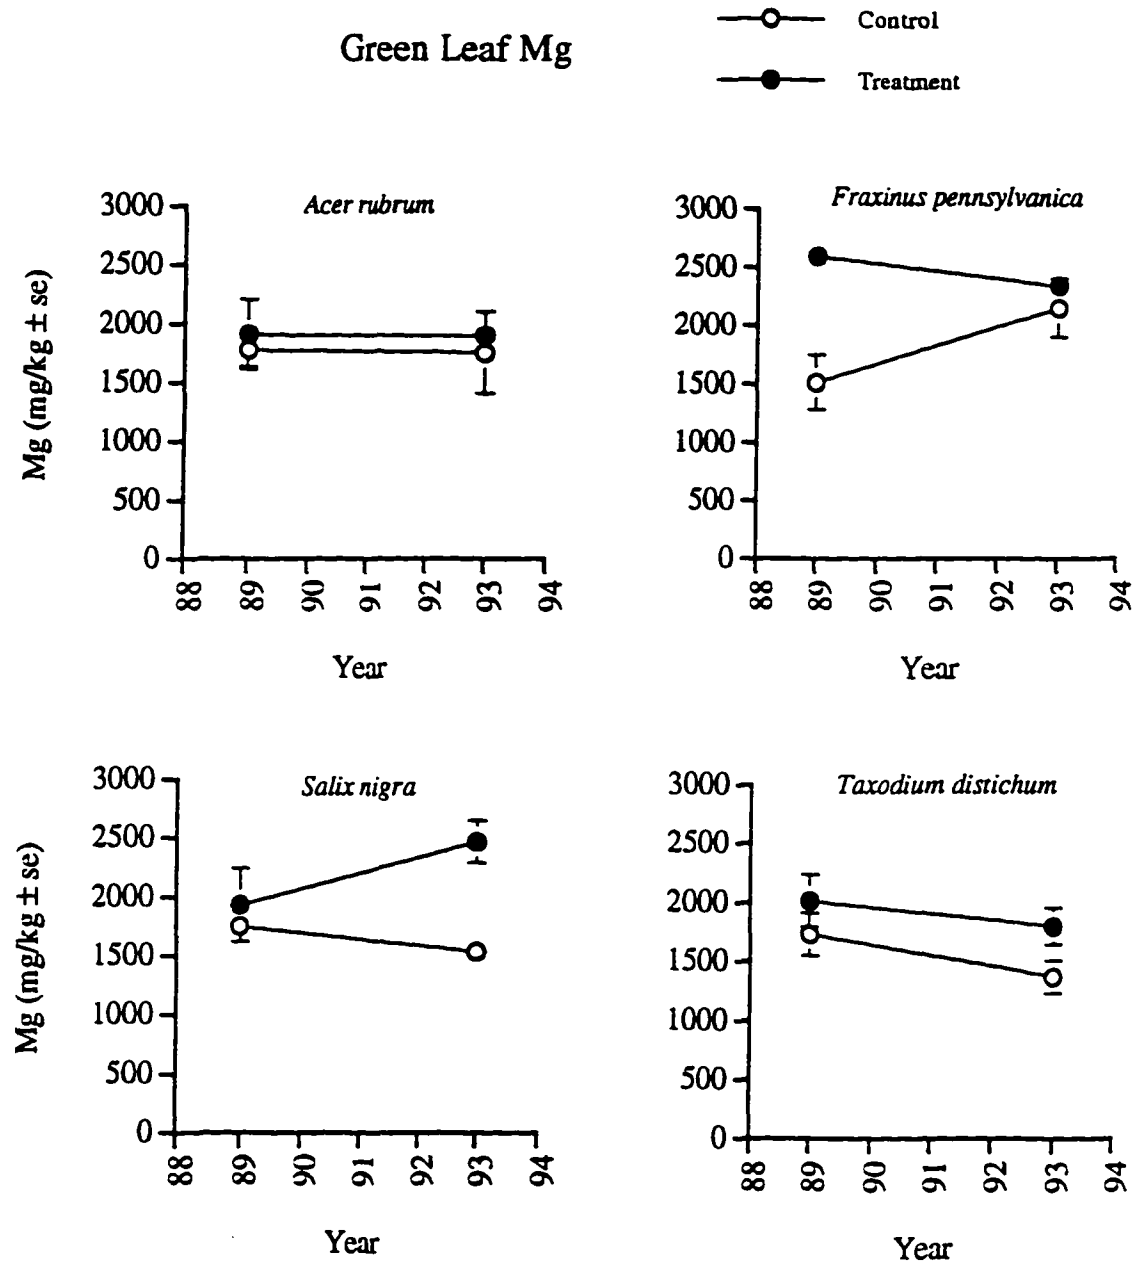 Control
Green Leaf Mg
Treatment
Acer rubrum
3000
2500
2000
1500
1000
500
0
Mg (mg/kg ± se)
88 89 90 91 92 93 94
Year
Fraxinus pennsylvanica
3000
2500
2000
1500
1000
500
0
88 89 90 91 92 93 94
Year
Salix nigra
3000
2500
2000
1500
1000
500
0
Mg (mg/kg ± se)
88 89 90 91 92 93 94
Year
Taxodium distichum
3000
2500
2000
1500
1000
500
0
88 89 90 91 92 93 94
Year